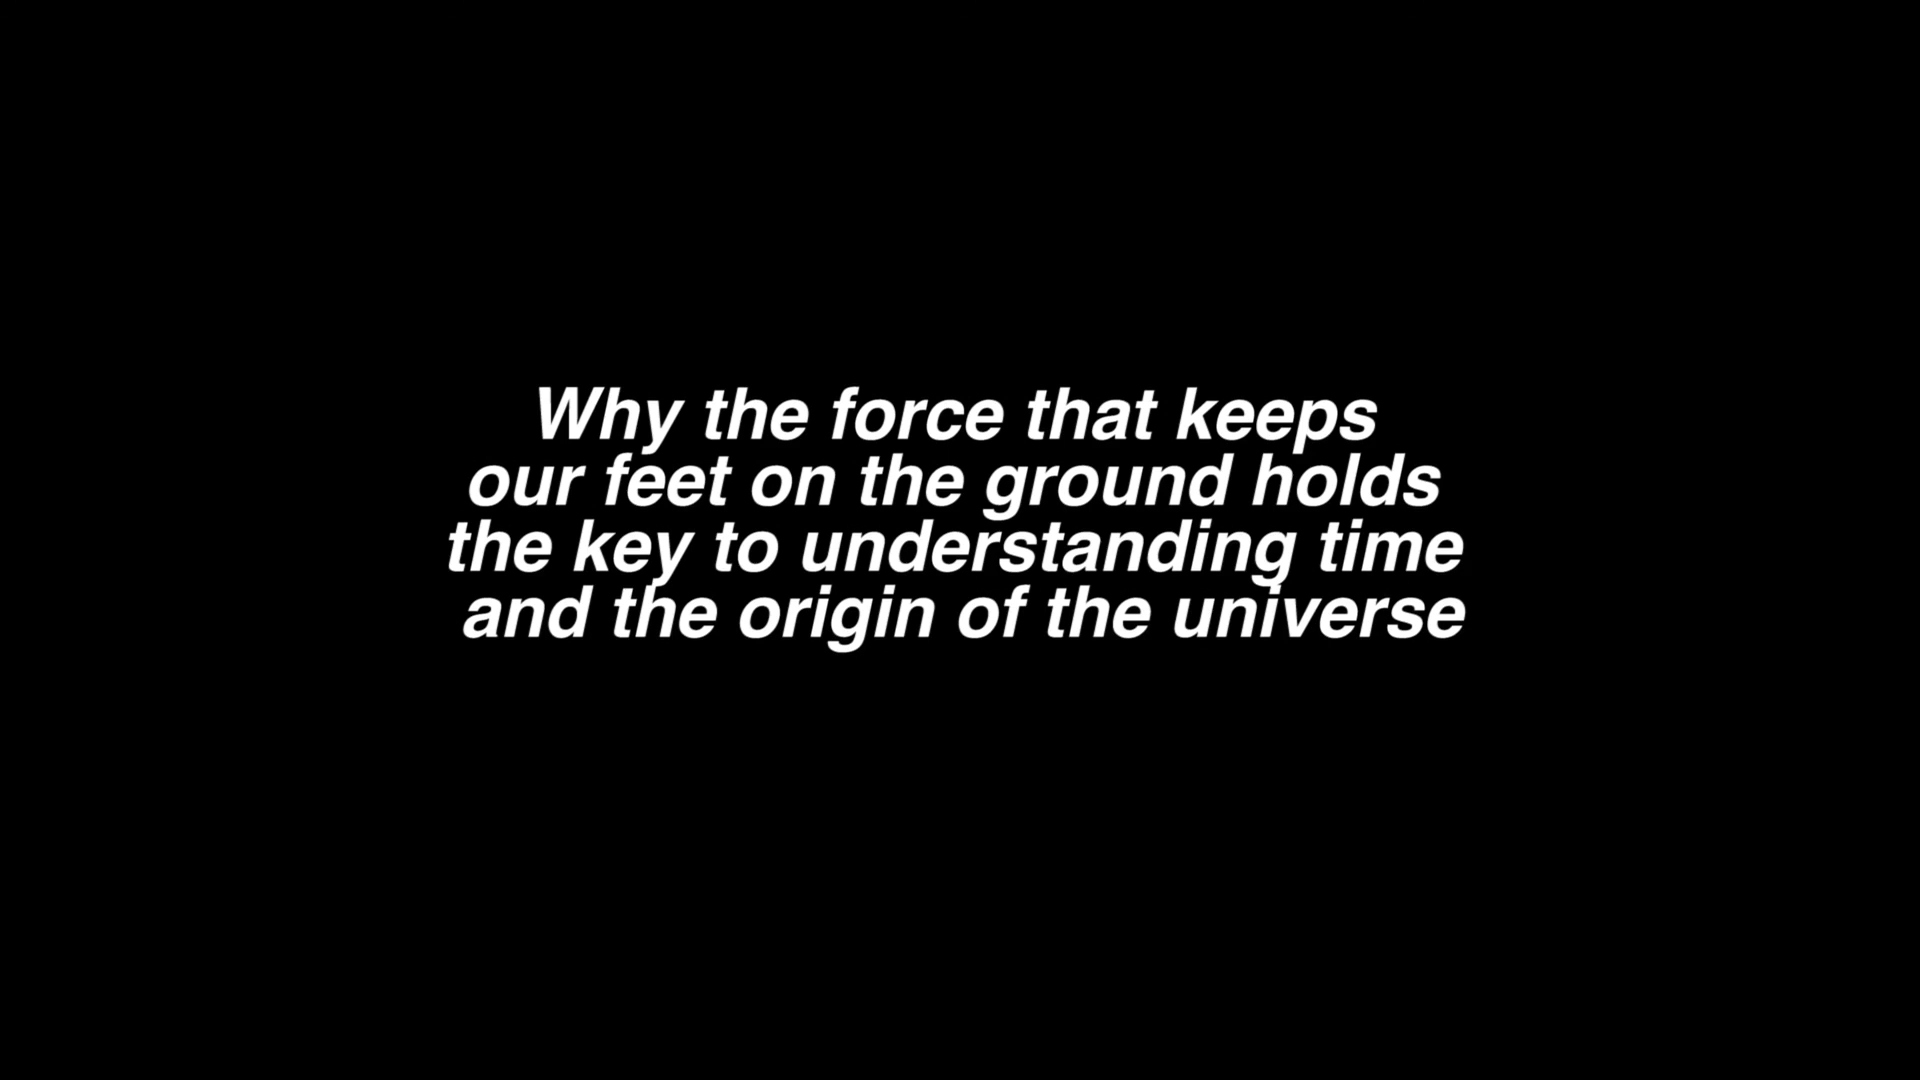 Why the force that keeps
our feet on the ground holds
the key to understanding time
and the origin of the universe